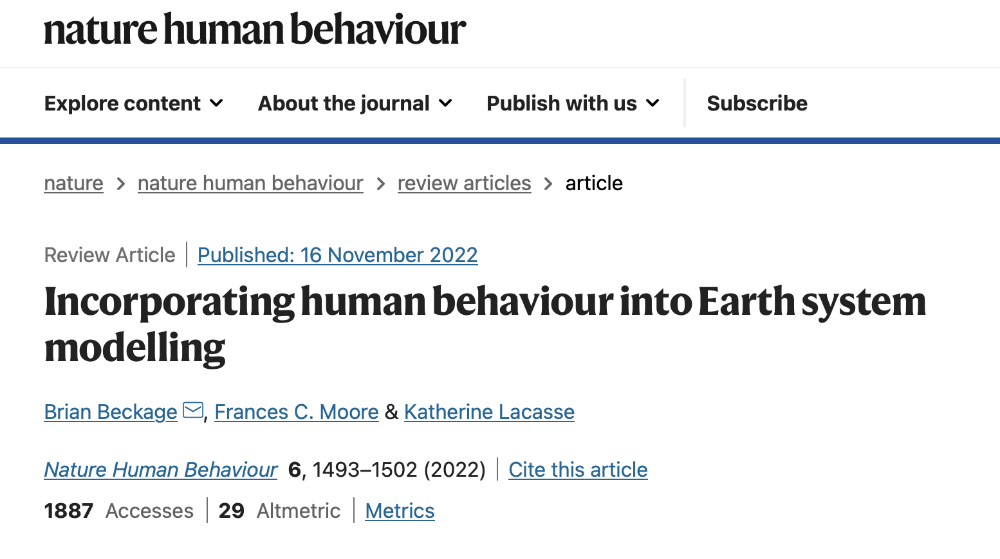 nature human behaviour
Explore content About the journal Publish with us Subscribe
nature > nature human behaviour > review articles > article
Review Article | Published: 16 November 2022
Incorporating human behaviour into Earth system
modelling
Brian Beckage, Frances C. Moore & Katherine Lacasse
Nature Human Behaviour 6, 1493–1502 (2022) | Cite this article
1887 Accesses | 29 Altmetric | Metrics